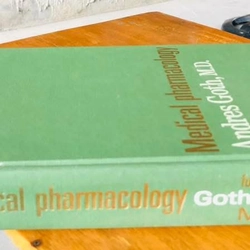 Medical pharmacology
Andres Goth, M.D.
cal pharmacology
Goth